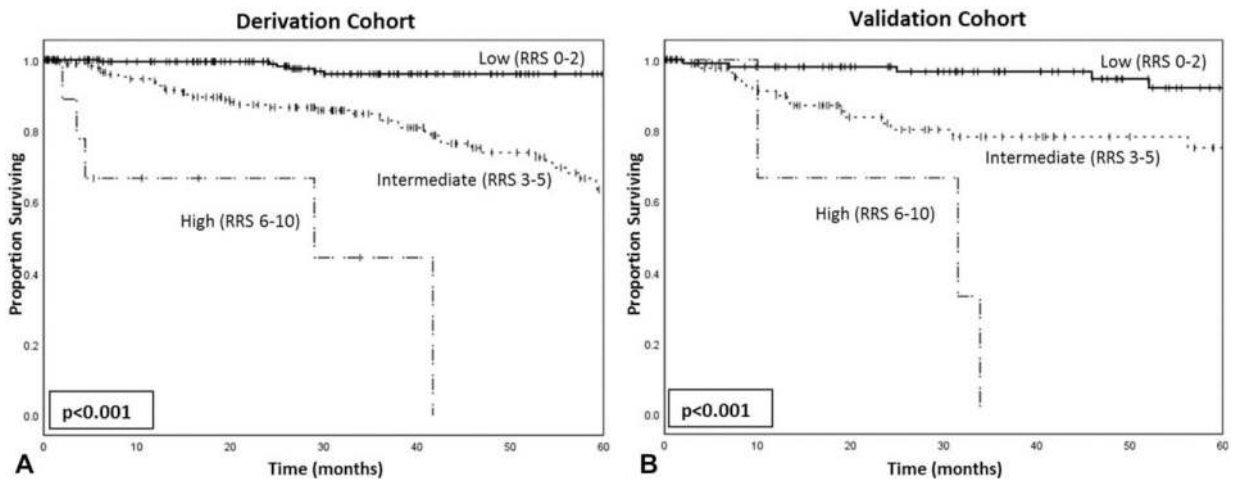 Derivation Cohort
Proportion Surviving
1.0
0.8
0.6
0.4
0.2
0.0
Low (RRS 0-2)
Intermediate (RRS 3-5)
High (RRS 6-10)
p<0.001
0 10 20 30 40 50 60
Time (months)
A
Validation Cohort
Proportion Surviving
1.0
0.8
0.6
0.4
0.2
0.0
Low (RRS 0-2)
Intermediate (RRS 3-5)
High (RRS 6-10)
p<0.001
0 10 20 30 40 50 60
Time (months)
B